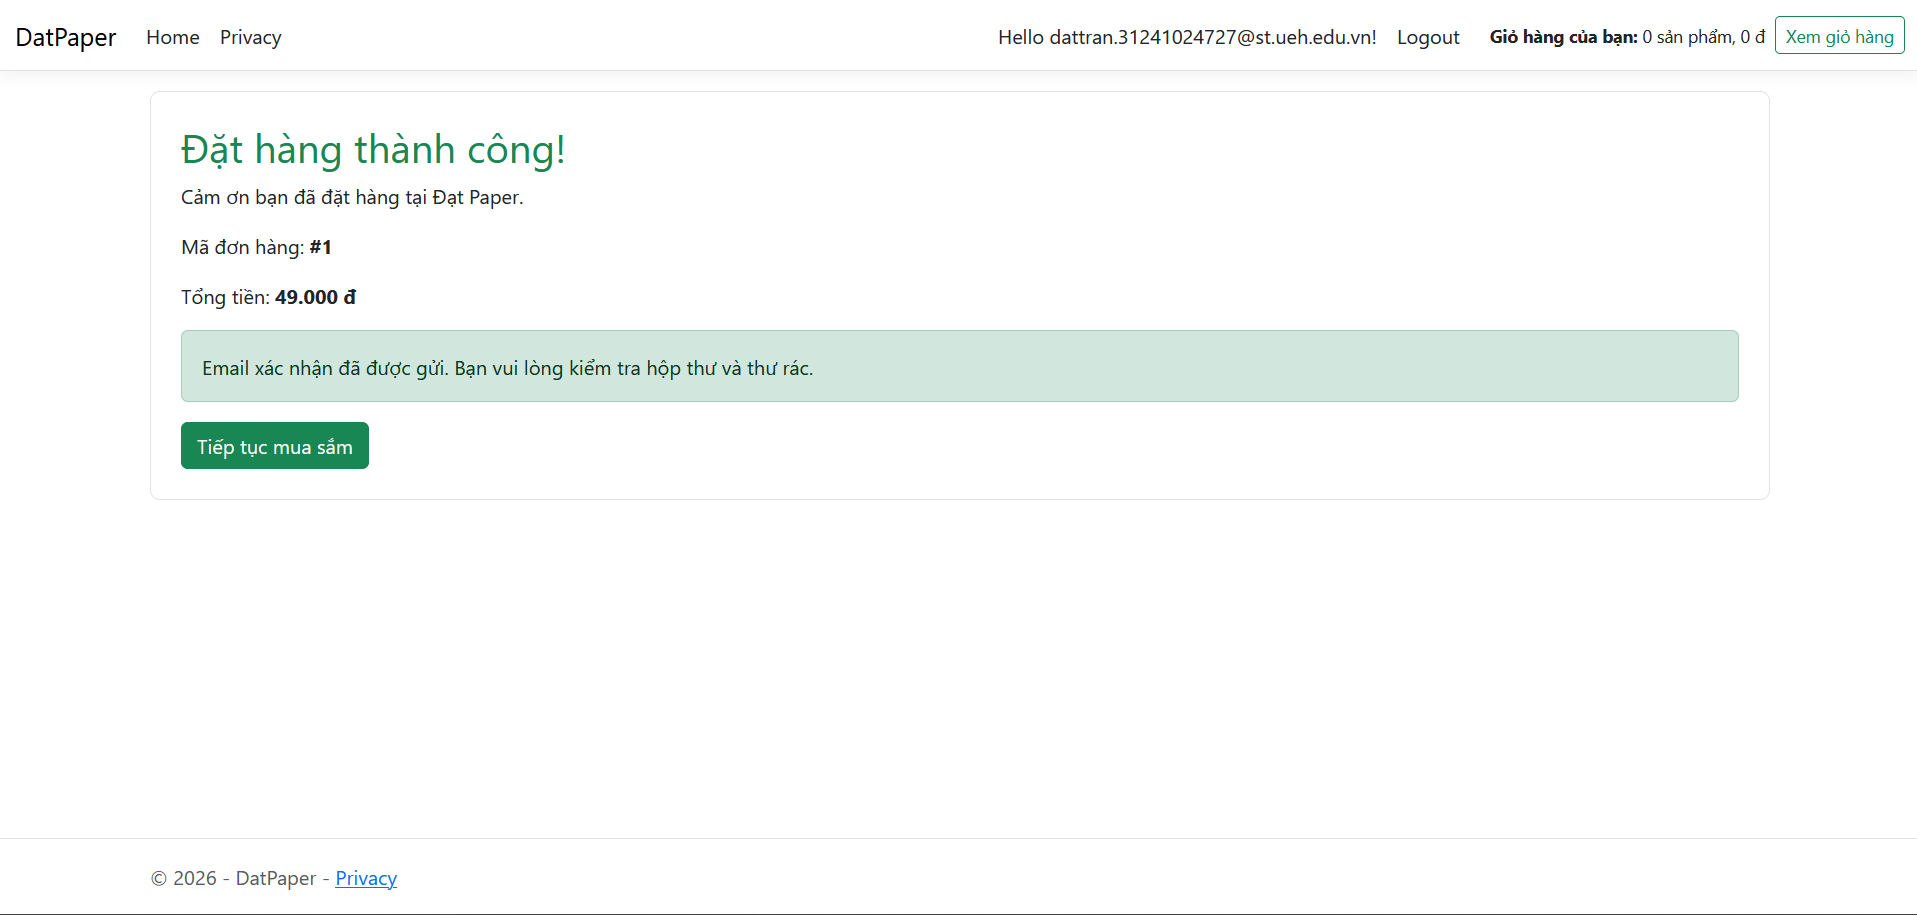 DatPaper Home Privacy Hello dattran.31241024727@st.ueh.edu.vn! Logout Giỏ hàng của bạn: 0 sản phẩm, 0 đ Xem giỏ hàng
Đặt hàng thành công!
Cảm ơn bạn đã đặt hàng tại Đạt Paper.
Mã đơn hàng: #1
Tổng tiền: 49.000 đ
Email xác nhận đã được gửi. Bạn vui lòng kiểm tra hộp thư và thư rác.
Tiếp tục mua sắm
© 2026 - DatPaper - Privacy